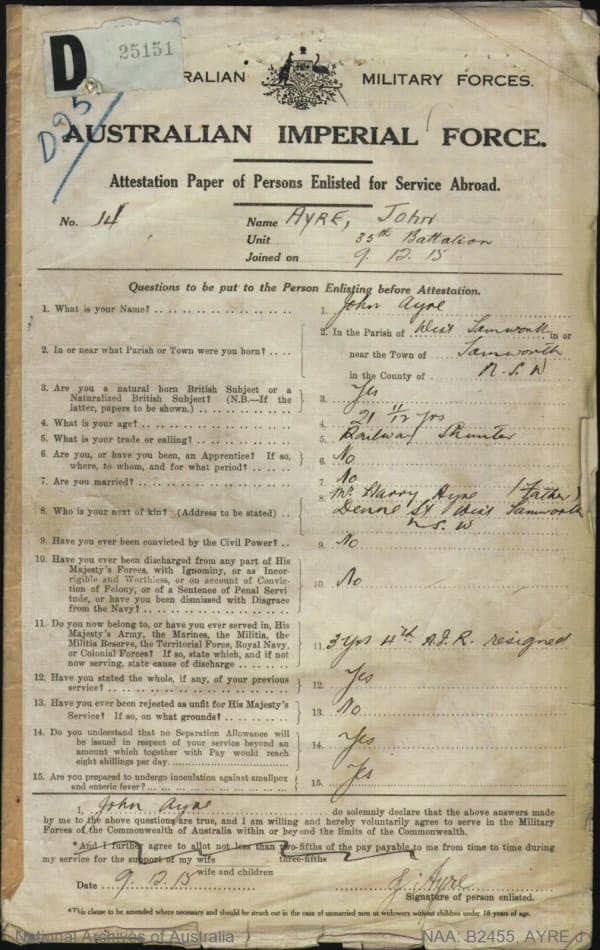 D 25151
D95
RALIAN MILITARY FORCES.
AUSTRALIAN IMPERIAL FORCE.
Attestation Paper of Persons Enlisted for Service Abroad.
No. 14 Name AYRE, John
Unit 35th Battalion
Joined on 9. 12. 15
Questions to be put to the Person Enlisting before Attestation.
1. What is your Name? 1. John Ayre
2. In or near what Parish or Town were you born? 2. In the Parish of West Tamworth in or
near the Town of Tamworth
in the County of N. S. W
3. Are you a natural born British Subject or a
Naturalized British Subject? (N.B.—If the
latter, papers to be shown.) 3. Yes
4. What is your age? 4. 21 11/12 yrs
5. What is your trade or calling? 5. Railway Shunter
6. Are you, or have you been, an Apprentice? If so,
where, to whom, and for what period? 6. No
7. Are you married? 7. No
8. Who is your next of kin? (Address to be stated) 8. Mr Harry Ayre (Father)
Denne St West Tamworth
N. S. W
9. Have you ever been convicted by the Civil Power? 9. No
10. Have you ever been discharged from any part of His
Majesty's Forces, with Ignominy, or as Incor-
rigible and Worthless, or on account of Convic-
tion of Felony, or of a Sentence of Penal Servi
tude, or have you been dismissed with Disgrace
from the Navy? 10. No
11. Do you now belong to, or have you ever served in, His
Majesty's Army, the Marines, the Militia, the
Militia Reserve, the Territorial Force, Royal Navy,
or Colonial Forces? If so, state which, and if not
now serving, state cause of discharge 11. 3 yrs 4th A.I.R. resigned
12. Have you stated the whole, if any, of your previous
service? 12. Yes
13. Have you ever been rejected as unfit for His Majesty's
Service? If so, on what grounds? 13. No
14. Do you understand that no Separation Allowance will
be issued in respect of your service beyond an
amount which together with Pay would reach
eight shillings per day. 14. Yes
15. Are you prepared to undergo inoculation against smallpox
and enteric fever? 15. Yes
I, John Ayre do solemnly declare that the above answers made
by me to the above questions are true, and I am willing and hereby voluntarily agree to serve in the Military
Forces of the Commonwealth of Australia within or beyond the limits of the Commonwealth.
*And I further agree to allot not less than two-fifths of the pay payable to me from time to time during
my service for the support of my wife three-fifths
wife and children
Date 9. 12. 15 J. Ayre
Signature of person enlisted.
*This clause to be amended where necessary and should be struck out in the case of unmarried men or widowers without children under 18 years of age.
National Archives of Australia NAA: B2455, AYRE J